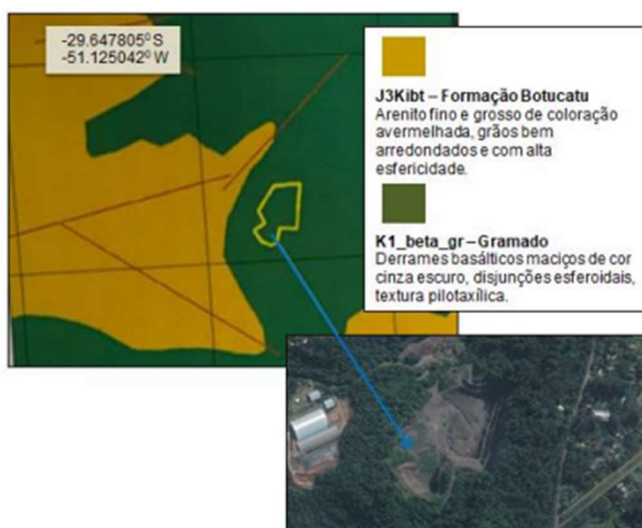 -29.647805⁰ S
-51.125042⁰ W
J3Kibt – Formação Botucatu
Arenito fino e grosso de coloração
avermelhada, grãos bem
arredondados e com alta
esfericidade.
K1_beta_gr – Gramado
Derrames basálticos maciços de cor
cinza escuro, disjunções esferoidais,
textura pilotaxílica.